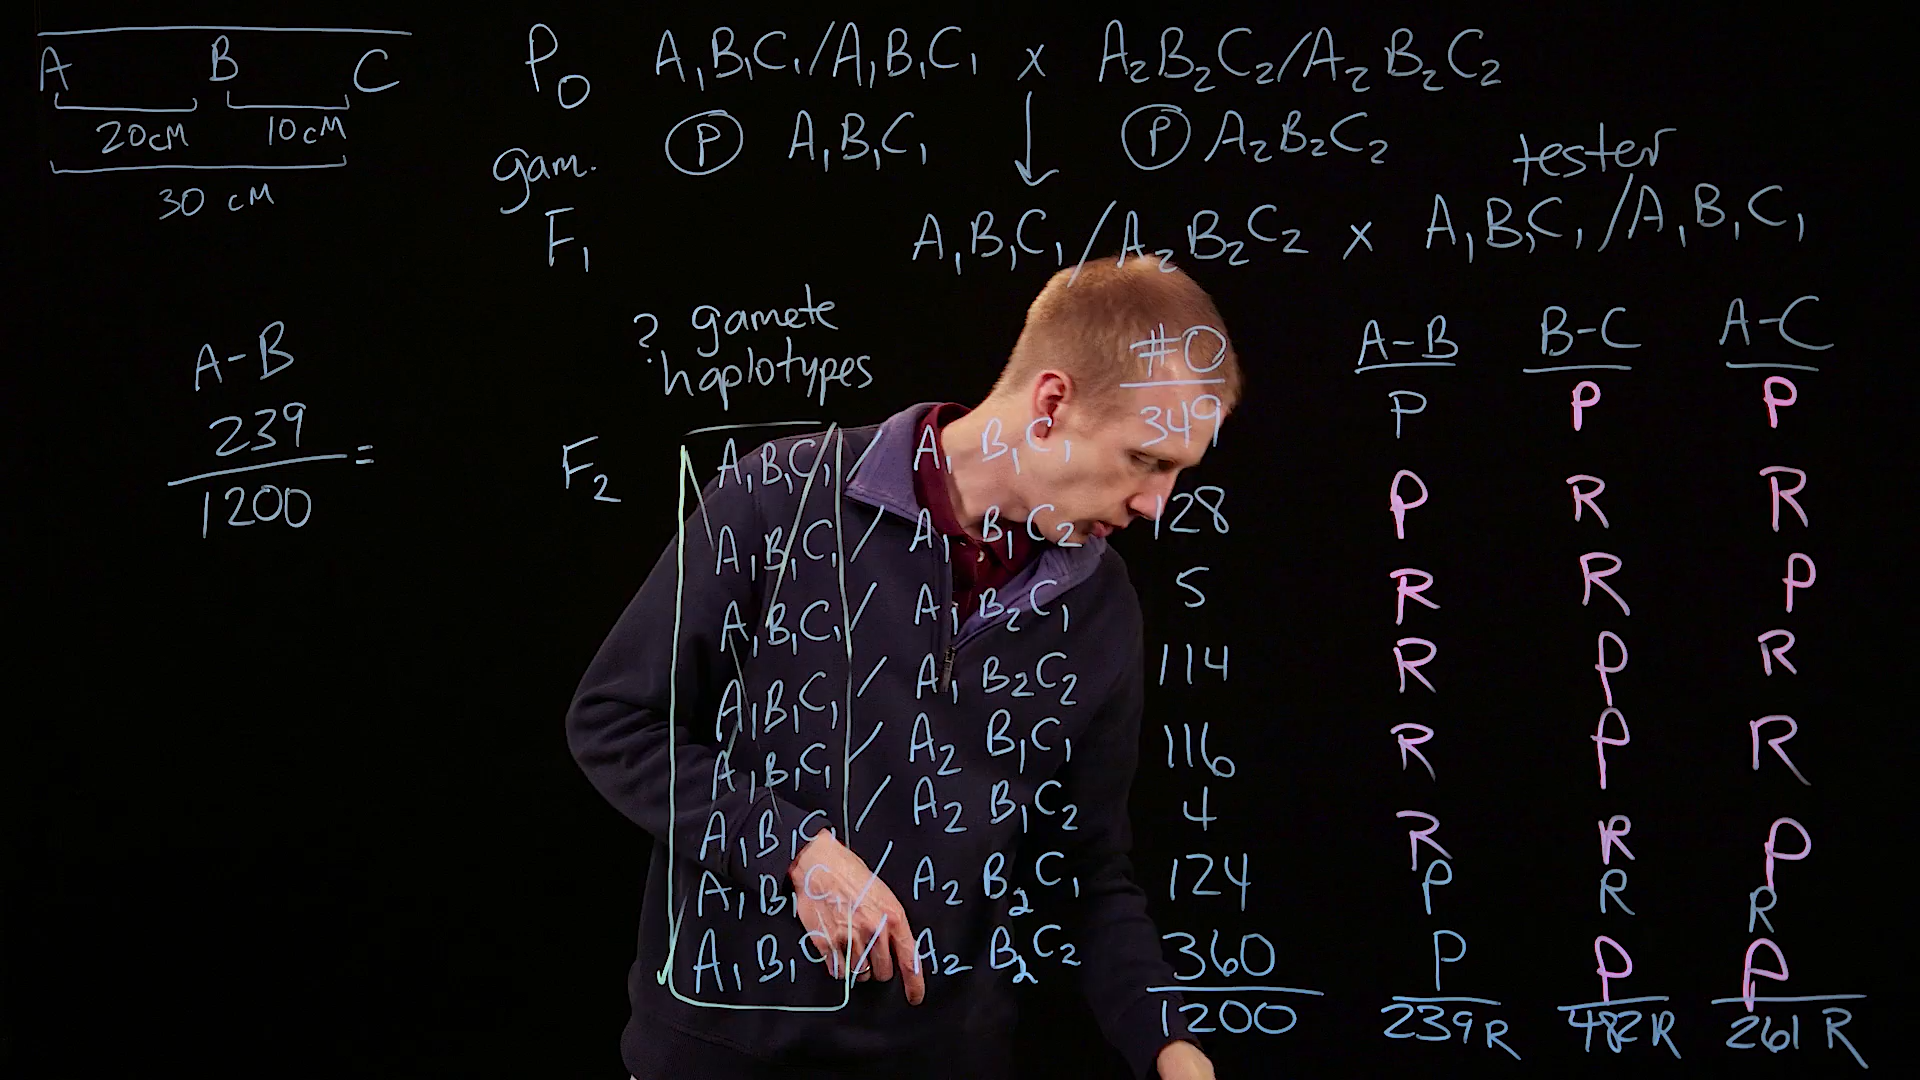 A B C
20cM 10cM
30 cM
P0 A1B1C1/A1B1C1 x A2B2C2/A2B2C2
gam. P A1B1C1 P A2B2C2
tester
F1 A1B1C1/A2B2C2 x A1B1C1/A1B1C1
? gamete
haplotypes
#O A-B B-C A-C
A-B
239
1200
=
F2
A1B1C1/A1B1C1 349 P P P
A1B1C1/A1B1C2 128 P R R
A1B1C1/A1B2C1 5 R R P
A1B1C1/A1B2C2 114 R P R
A1B1C1/A2B1C1 116 R P R
A1B1C1/A2B1C2 4 R R P
A1B1C1/A2B2C1 124 P R R
A1B1C1/A2B2C2 360 P P P
1200 239R 482R 261R